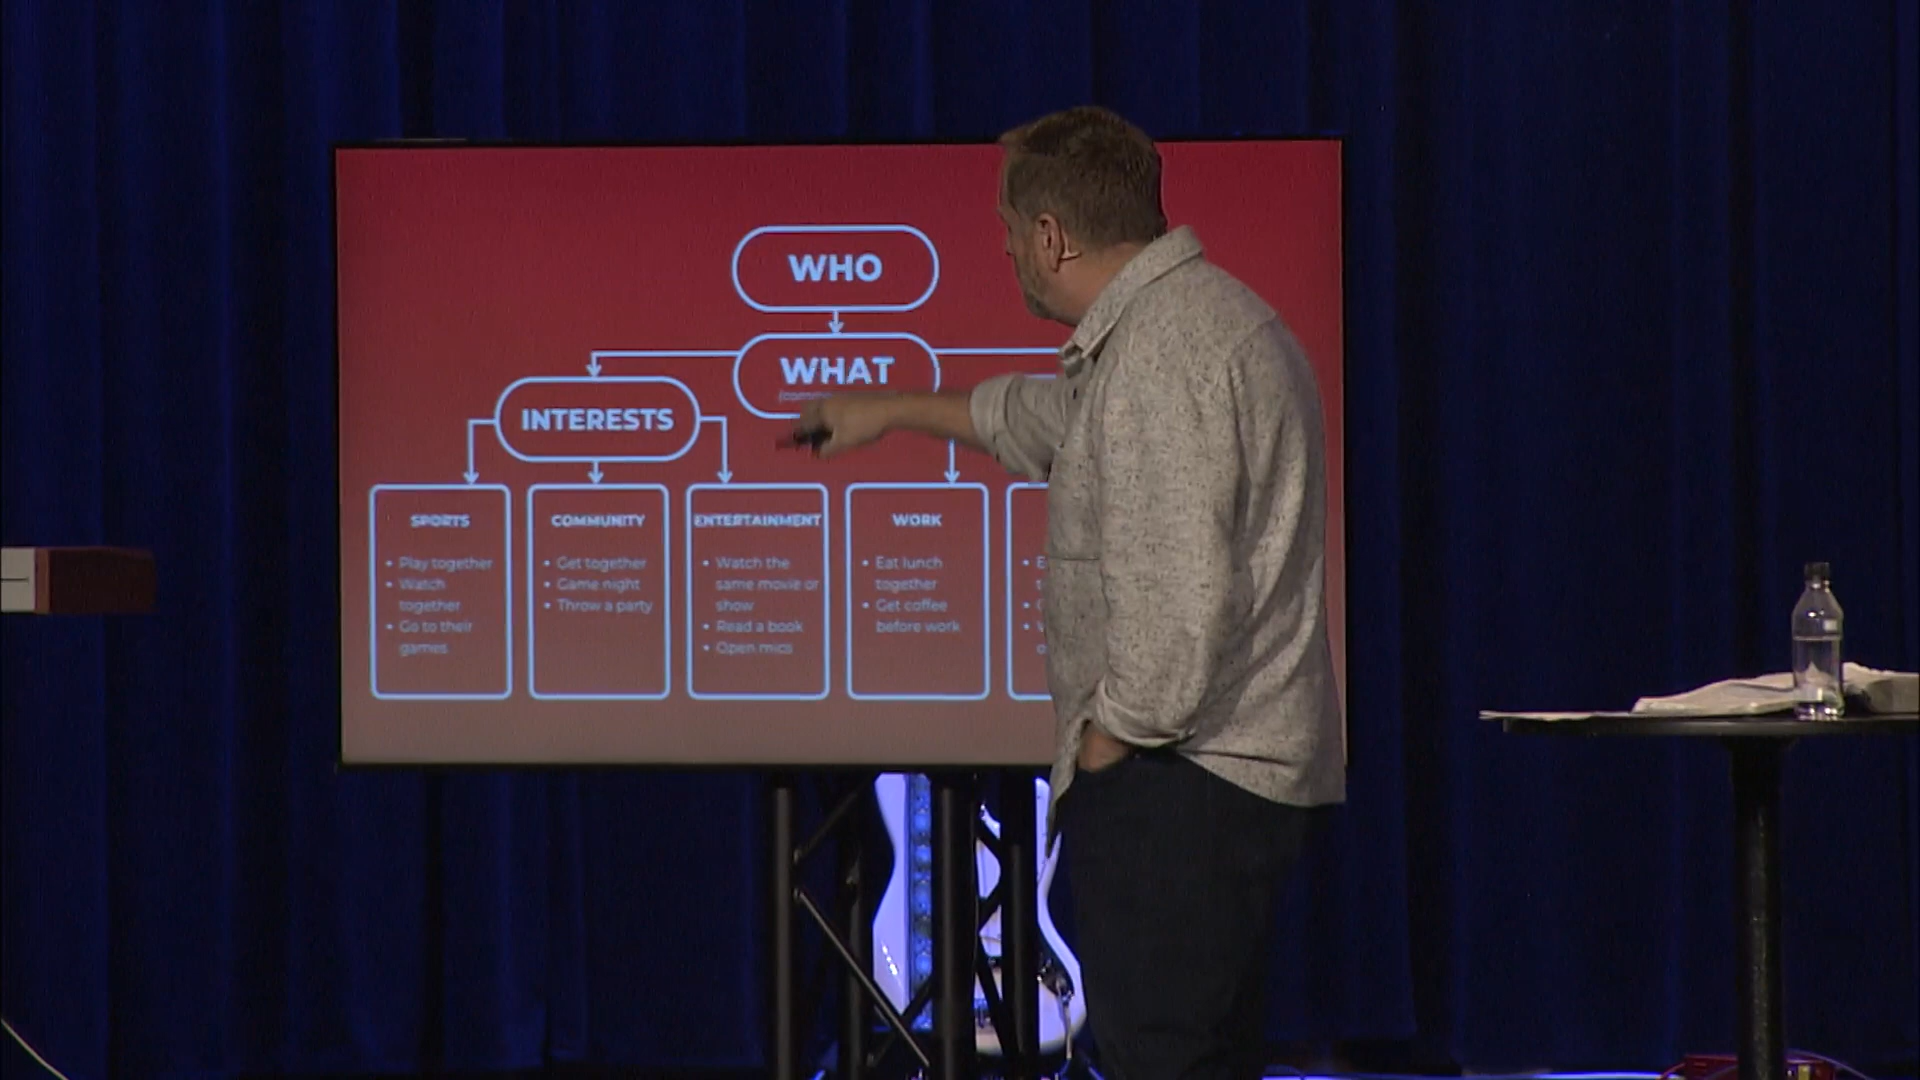 WHO
WHAT
INTERESTS
SPORTS
• Play together
• Watch
together
• Go to their
games
COMMUNITY
• Get together
• Game night
• Throw a party
ENTERTAINMENT
• Watch the
same movie or
show
• Read a book
• Open mics
WORK
• Eat lunch
together
• Get coffee
before work